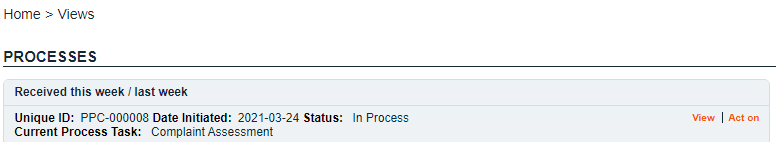 Home > Views
PROCESSES
Received this week / last week
Unique ID: PPC-000008 Date Initiated: 2021-03-24 Status: In Process View | Act on
Current Process Task: Complaint Assessment